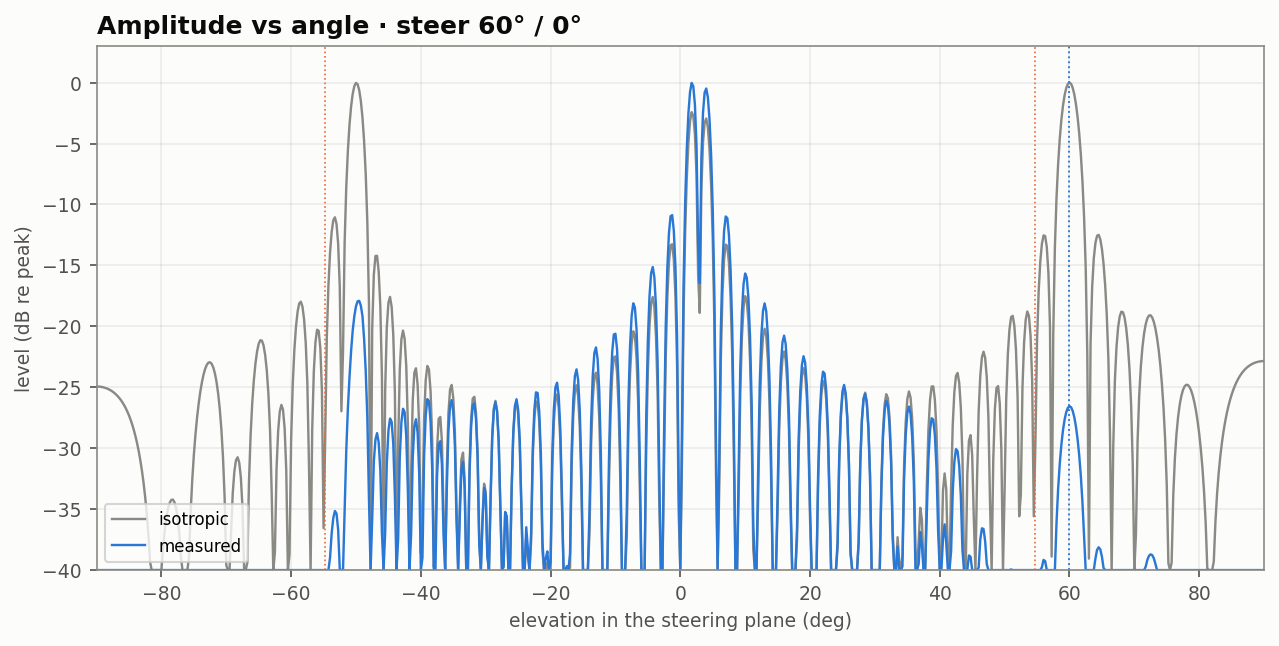 Amplitude vs angle · steer 60° / 0°
level (dB re peak)
0
−5
−10
−15
−20
−25
−30
−35
−40
isotropic
measured
−80 −60 −40 −20 0 20 40 60 80
elevation in the steering plane (deg)